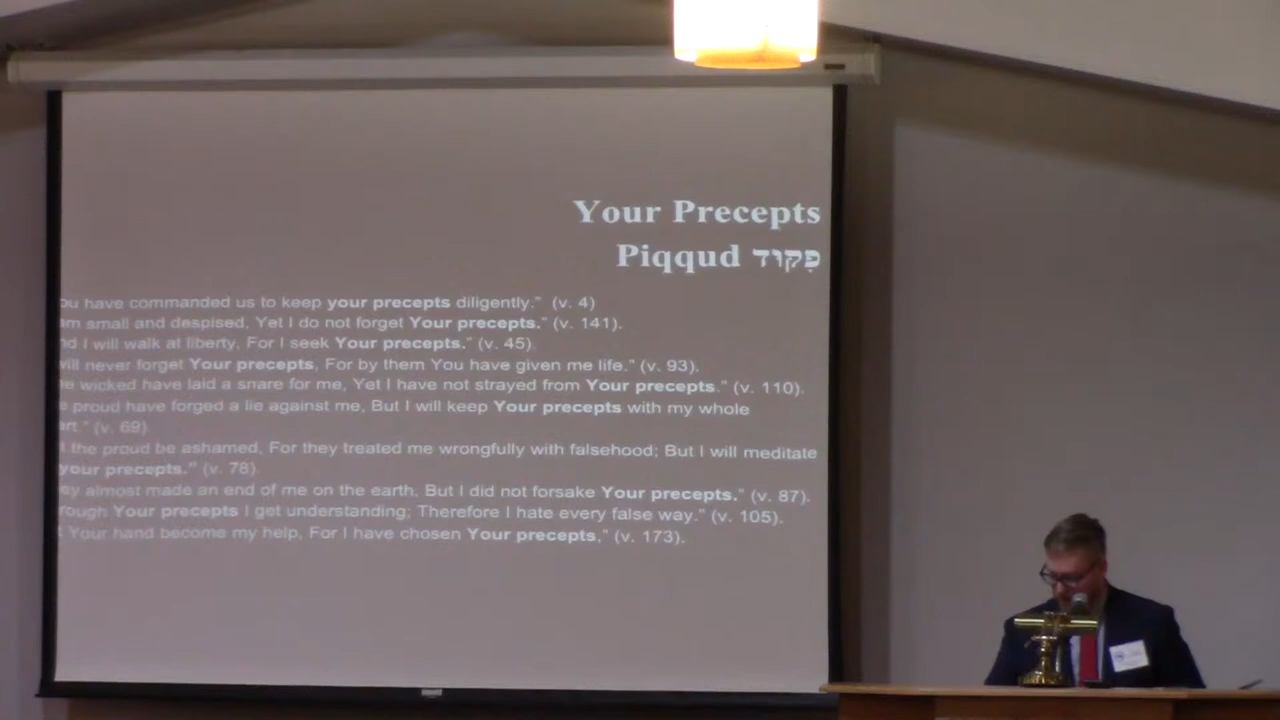 Your Precepts
Piqqud פִּקּוּד
ou have commanded us to keep your precepts diligently." (v. 4)
am small and despised, Yet I do not forget Your precepts." (v. 141).
nd I will walk at liberty, For I seek Your precepts." (v. 45).
will never forget Your precepts, For by them You have given me life." (v. 93).
e wicked have laid a snare for me, Yet I have not strayed from Your precepts." (v. 110).
e proud have forged a lie against me, But I will keep Your precepts with my whole
art." (v. 69)
t the proud be ashamed, For they treated me wrongfully with falsehood; But I will meditate
your precepts." (v. 78).
ey almost made an end of me on the earth, But I did not forsake Your precepts." (v. 87).
rough Your precepts I get understanding; Therefore I hate every false way." (v. 105).
t Your hand become my help, For I have chosen Your precepts," (v. 173).